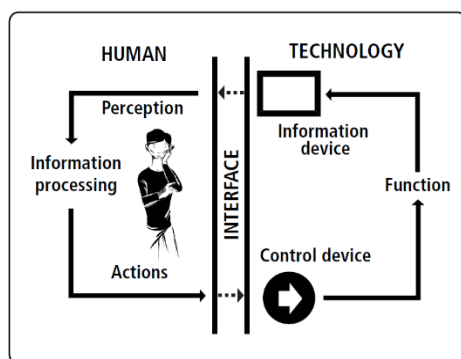 HUMAN
TECHNOLOGY
Perception
Information
processing
Actions
INTERFACE
Information
device
Function
Control device